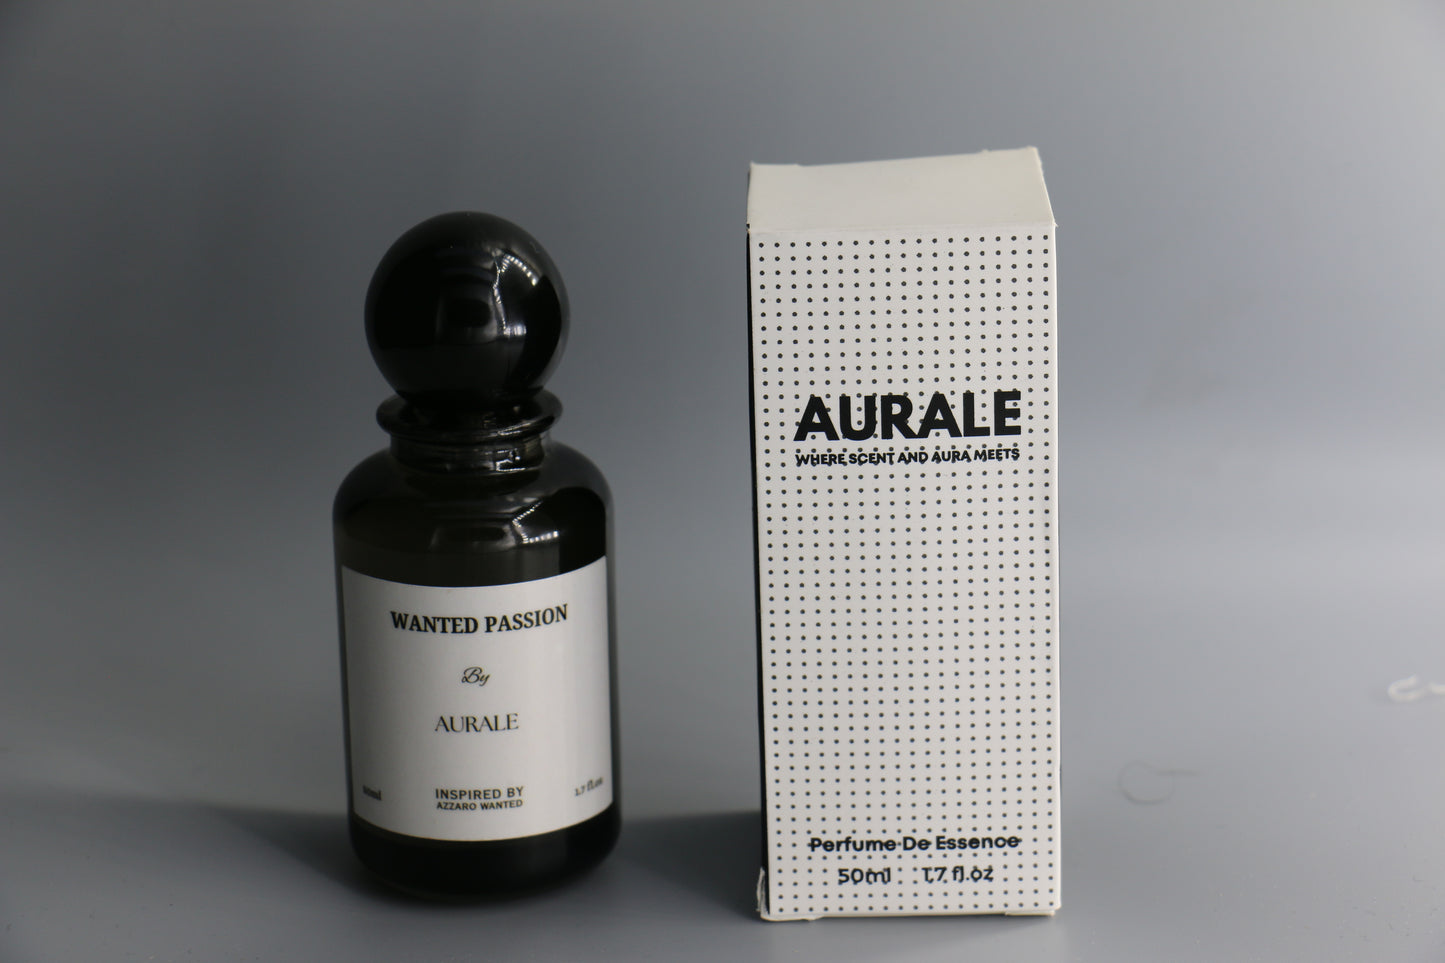 WANTED PASSION
By
AURALE
50ml
INSPIRED BY
AZZARO WANTED
1.7 fl.oz
AURALE
WHERE SCENT AND AURA MEETS
Perfume De Essence
50ml 1.7 fl.oz